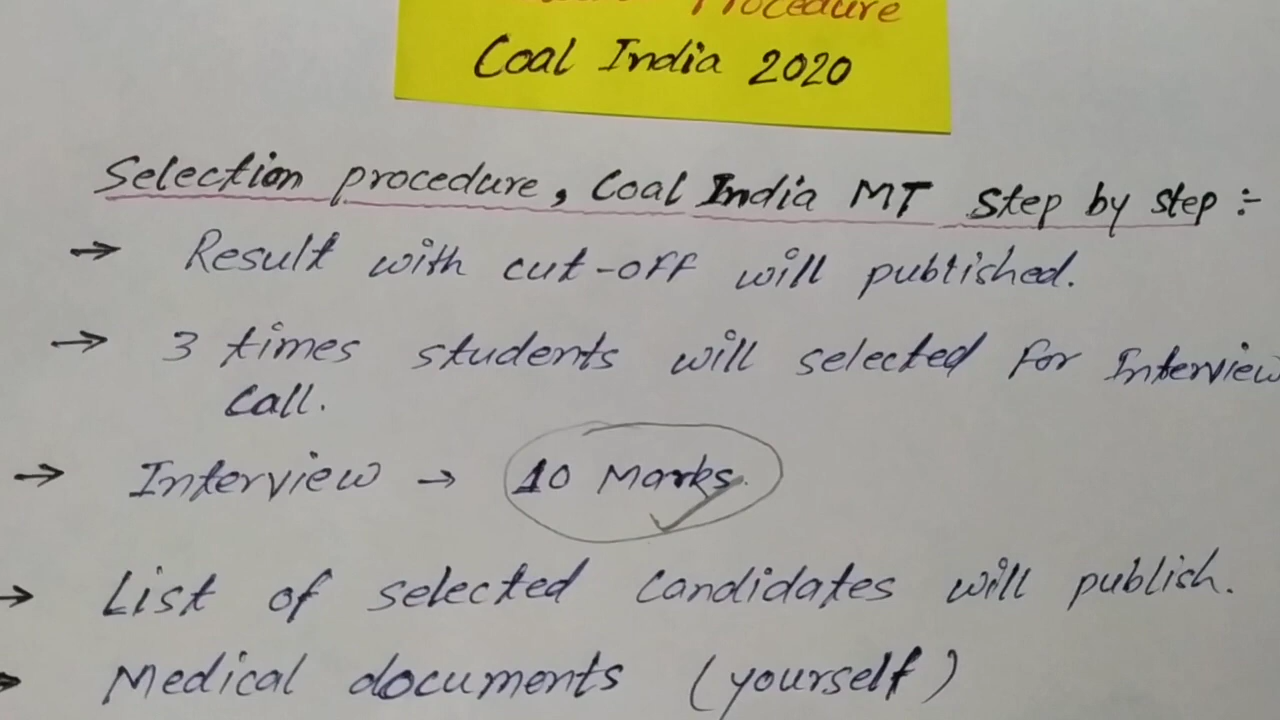 Procedure
Coal India 2020
Selection procedure, Coal India MT step by step :-
→ Result with cut-off will published.
→ 3 times students will selected for Interview
call.
→ Interview → 10 Marks.
→ List of selected candidates will publish.
→ Medical documents (yourself)